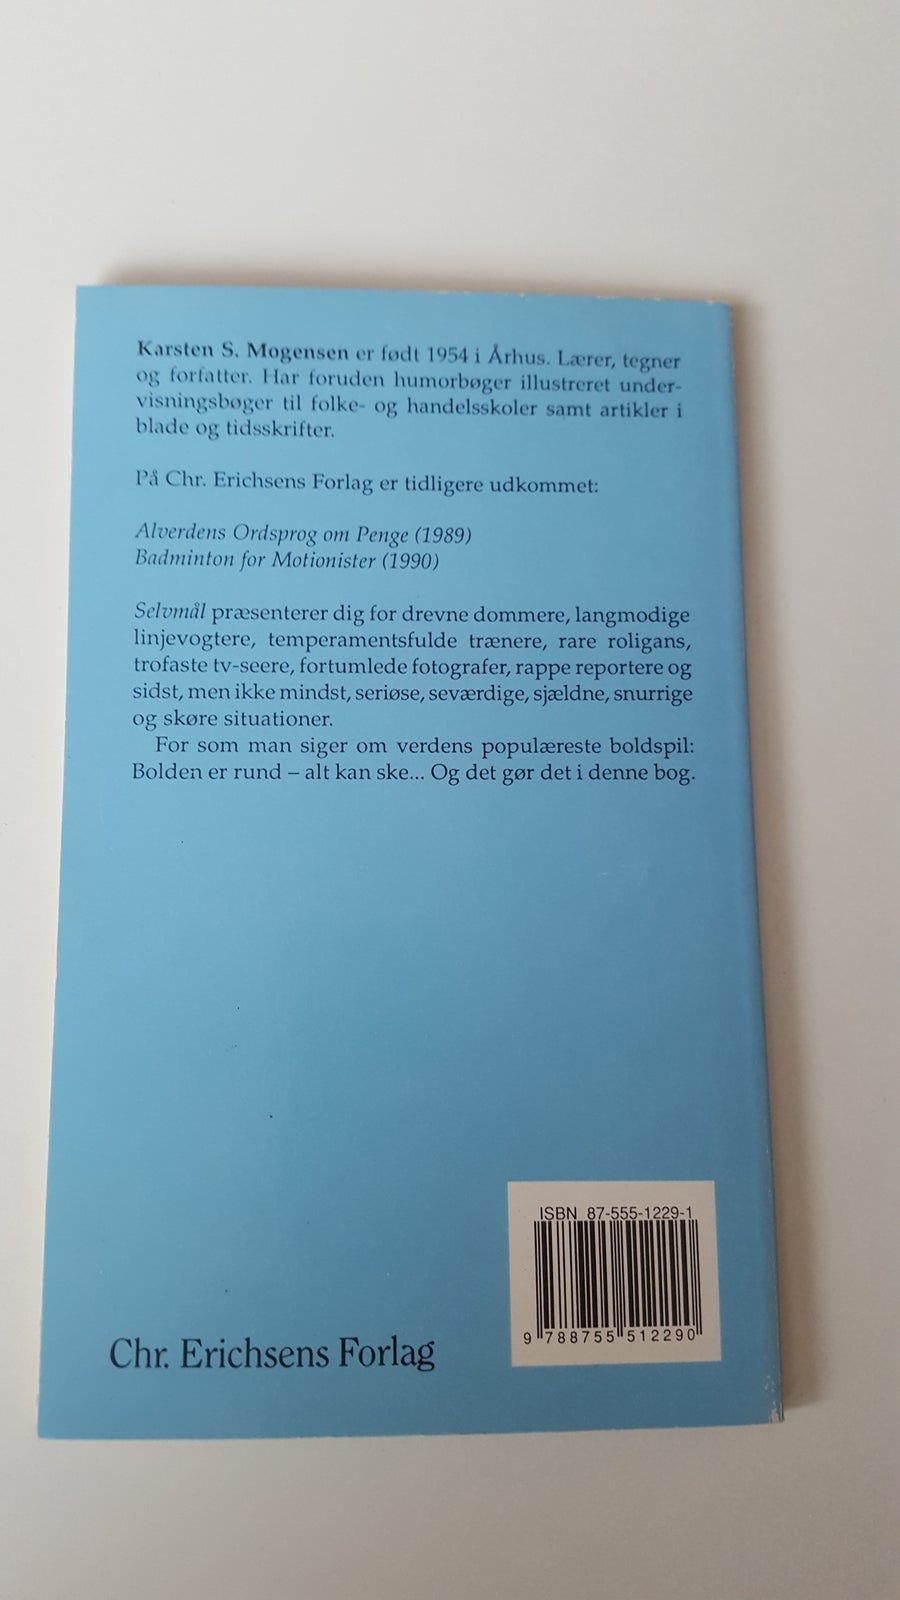 Karsten S. Mogensen er født 1954 i Århus. Lærer, tegner
og forfatter. Har foruden humorbøger illustreret under-
visningsbøger til folke- og handelsskoler samt artikler i
blade og tidsskrifter.
På Chr. Erichsens Forlag er tidligere udkommet:
Alverdens Ordsprog om Penge (1989)
Badminton for Motionister (1990)
Selvmål præsenterer dig for drevne dommere, langmodige
linjevogtere, temperamentsfulde trænere, rare roligans,
trofaste tv-seere, fortumlede fotografer, rappe reportere og
sidst, men ikke mindst, seriøse, seværdige, sjældne, snurrige
og skøre situationer.
For som man siger om verdens populæreste boldspil:
Bolden er rund – alt kan ske... Og det gør det i denne bog.
ISBN 87-555-1229-1
9 788755 512290
Chr. Erichsens Forlag